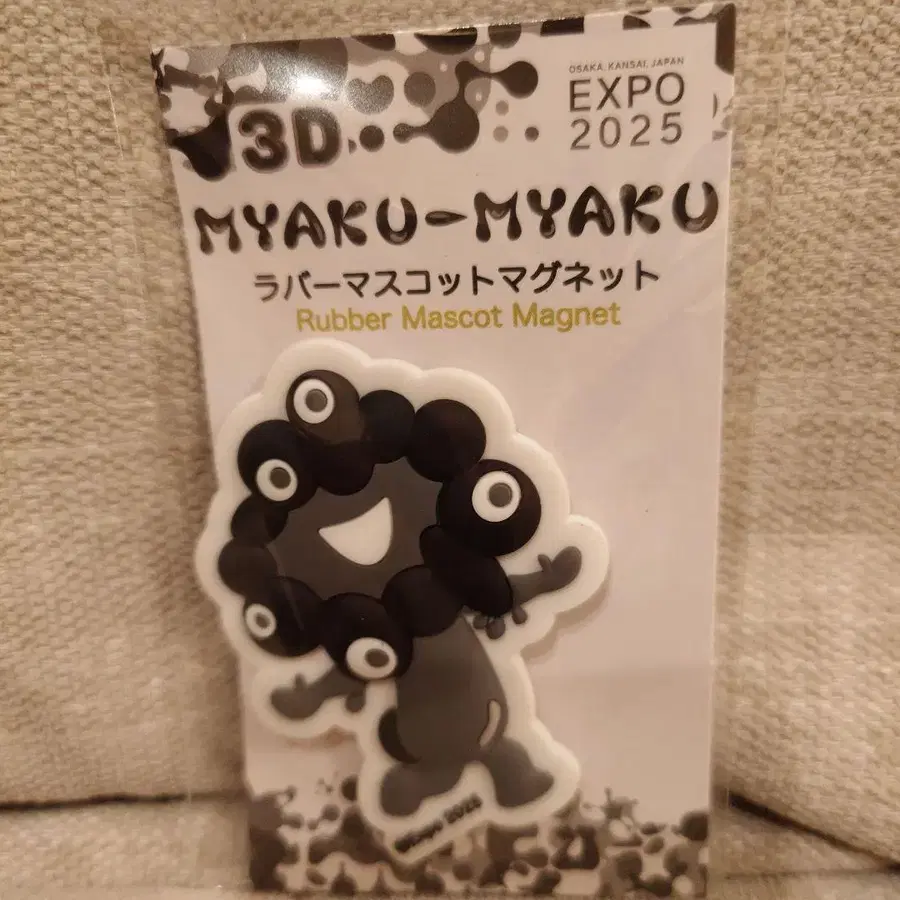 3D
OSAKA, KANSAI, JAPAN
EXPO
2025
MYAKU-MYAKU
ラバーマスコットマグネット
Rubber Mascot Magnet
©Expo 2025